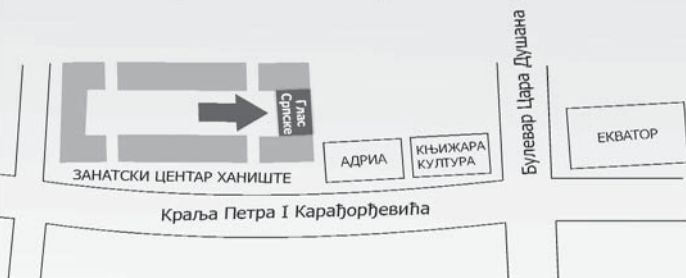 Булевар Цара Душана
Глас
Српске
ЕКВАТОР
АДРИА
КЊИЖАРА
КУЛТУРА
ЗАНАТСКИ ЦЕНТАР ХАНИШТЕ
Краља Петра I Карађорђевића